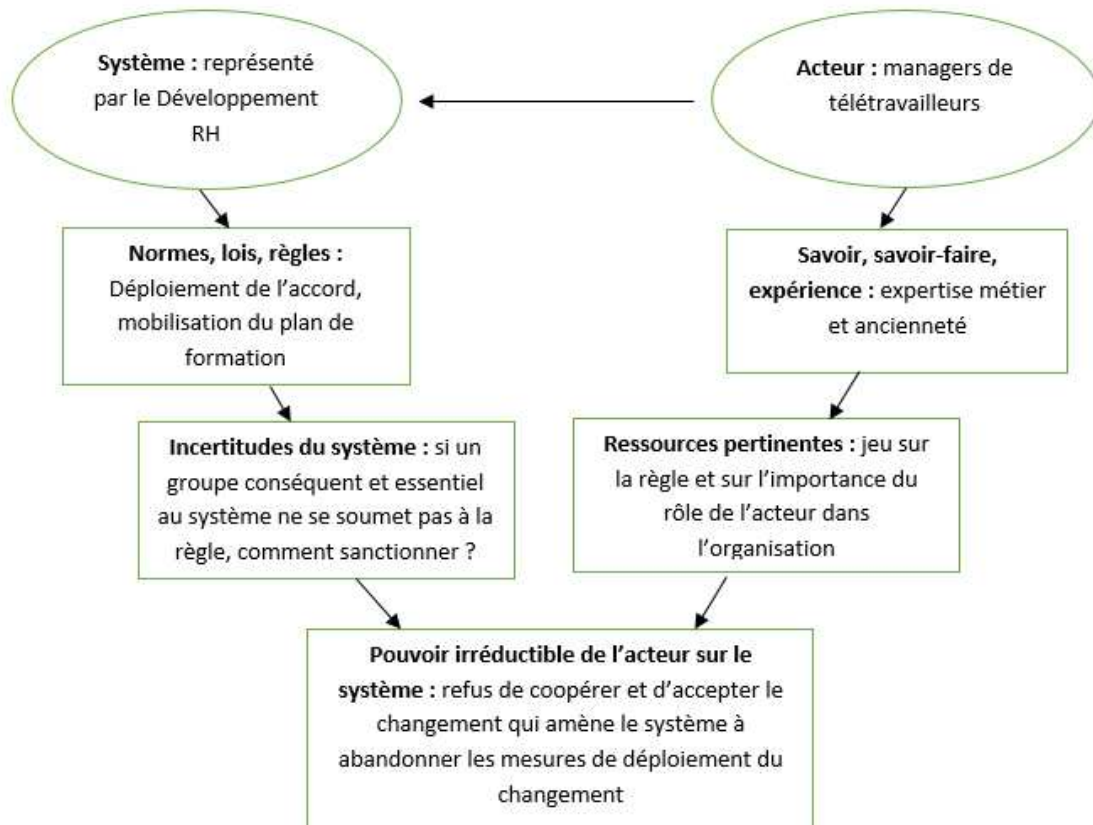 Système : représenté
par le Développement
RH
Acteur : managers de
télétravailleurs
Normes, lois, règles :
Déploiement de l’accord,
mobilisation du plan de
formation
Savoir, savoir-faire,
expérience : expertise métier
et ancienneté
Incertitudes du système : si un
groupe conséquent et essentiel
au système ne se soumet pas à la
règle, comment sanctionner ?
Ressources pertinentes : jeu sur
la règle et sur l’importance du
rôle de l’acteur dans
l’organisation
Pouvoir irréductible de l’acteur sur le
système : refus de coopérer et d’accepter le
changement qui amène le système à
abandonner les mesures de déploiement du
changement